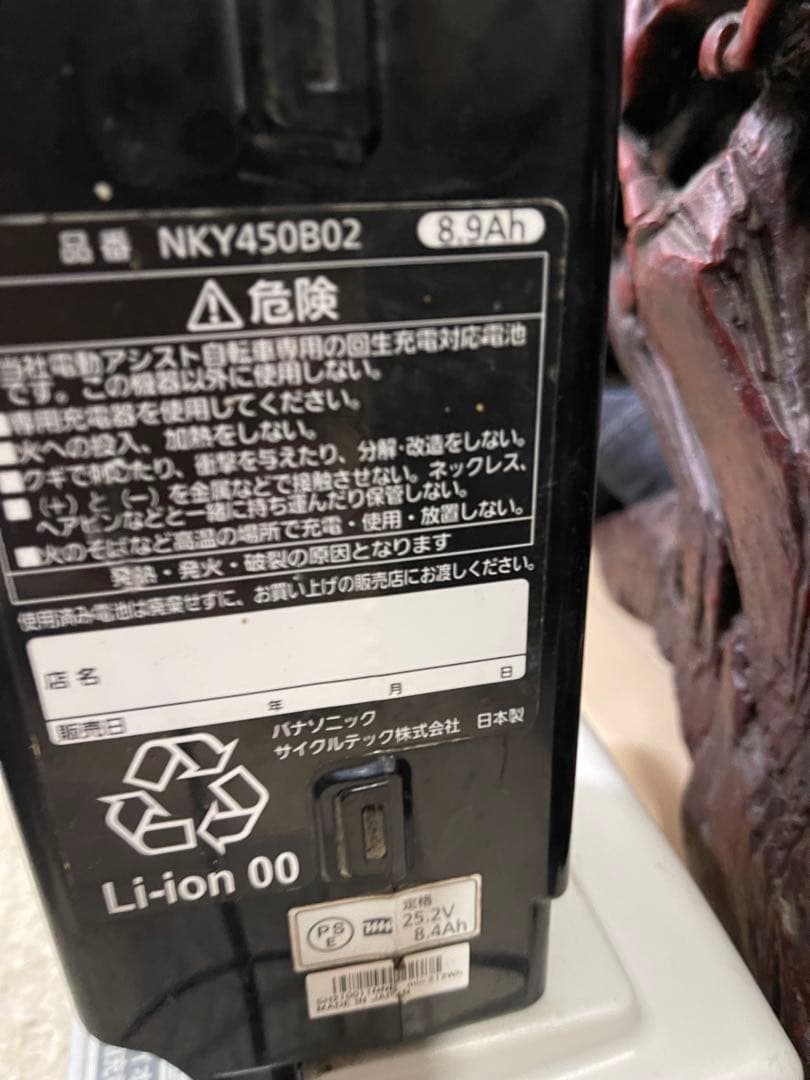 品番 NKY450B02 8.9Ah
危険
当社電動アシスト自転車専用の回生充電対応電池
です。この機器以外に使用しない。
■専用充電器を使用してください。
■火への投入、加熱をしない。
■クギで刺したり、衝撃を与えたり、分解・改造をしない。
■(+)と(−)を金属などで接触させない。ネックレス、
ヘアピンなどと一緒に持ち運んだり保管しない。
■火のそばなど高温の場所で充電・使用・放置しない。
発熱・発火・破裂の原因となります
使用済み電池は廃棄せずに、お買い上げの販売店にお渡しください。
店名
販売日 年 月 日
パナソニック
サイクルテック株式会社 日本製
Li-ion 00
PS
E
定格
25.2V
8.4Ah
MADE IN JAPAN